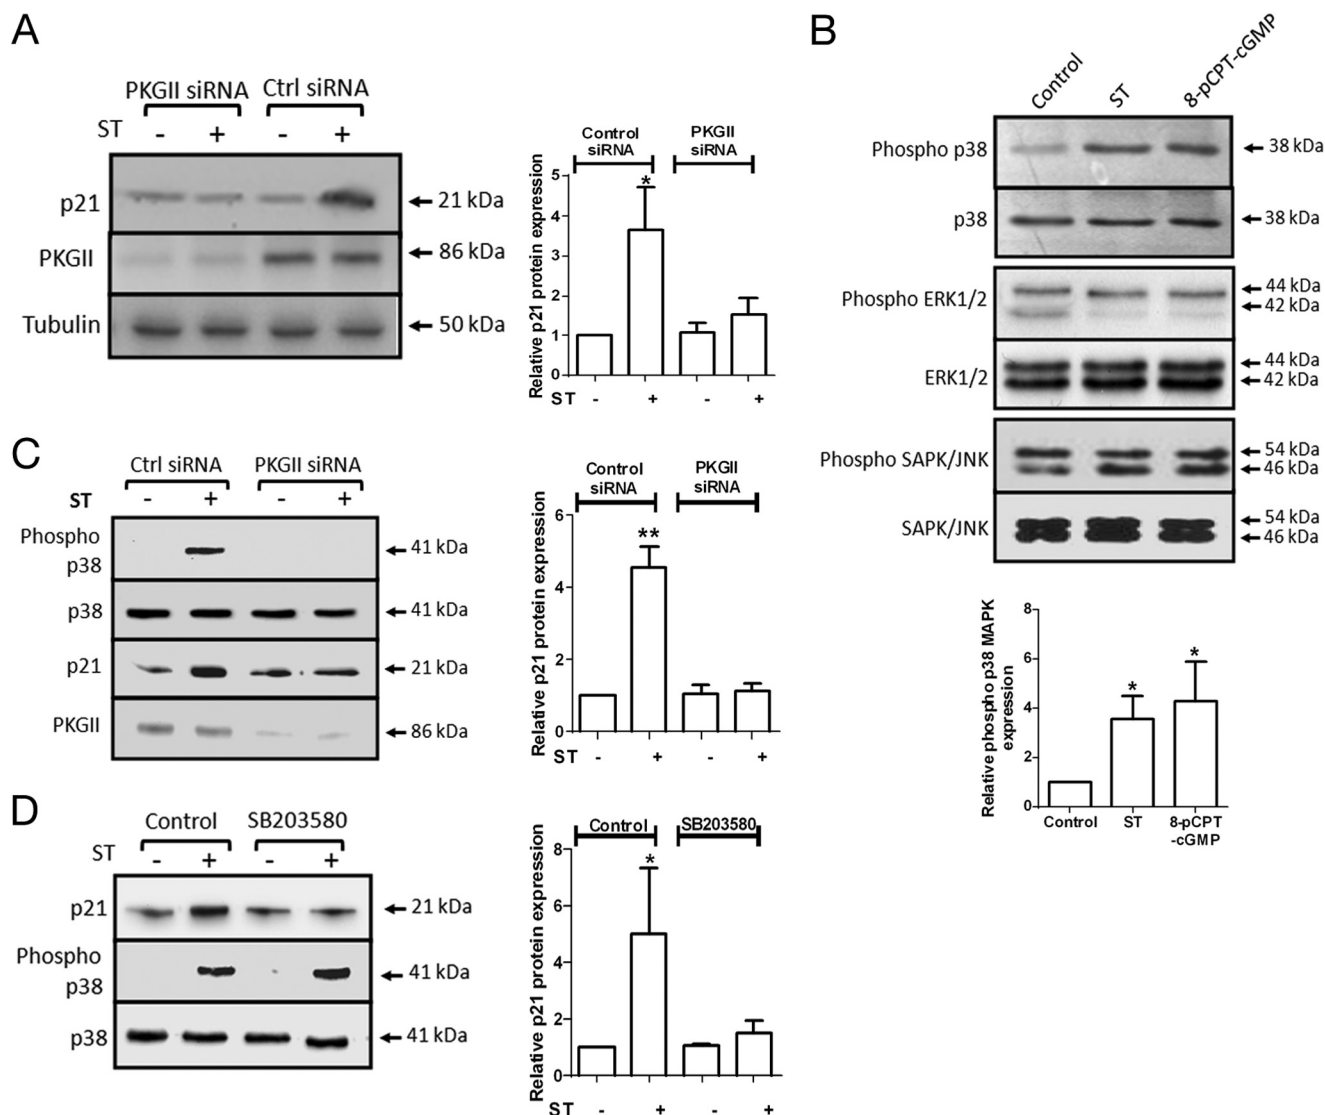 A
PKGII siRNA Ctrl siRNA
ST - + - +
p21 21 kDa
PKGII 86 kDa
Tubulin 50 kDa
Control siRNA PKGII siRNA
Relative p21 protein expression
5
4
3
2
1
0
*
ST - + - +
B
Control ST 8-pCPT-cGMP
Phospho p38 38 kDa
p38 38 kDa
Phospho ERK1/2 44 kDa
42 kDa
ERK1/2 44 kDa
42 kDa
Phospho SAPK/JNK 54 kDa
46 kDa
SAPK/JNK 54 kDa
46 kDa
Relative phospho p38 MAPK
expression
8
6
4
2
0
* *
Control ST 8-pCPT
-cGMP
C
Ctrl siRNA PKGII siRNA
ST - + - +
Phospho
p38 41 kDa
p38 41 kDa
p21 21 kDa
PKGII 86 kDa
Control PKGII
siRNA siRNA
Relative p21 protein expression
6
4
2
0
**
ST - + - +
D
Control SB203580
ST - + - +
p21 21 kDa
Phospho
p38 41 kDa
p38 41 kDa
Control SB203580
Relative p21 protein expression
8
6
4
2
0
*
ST - + - +